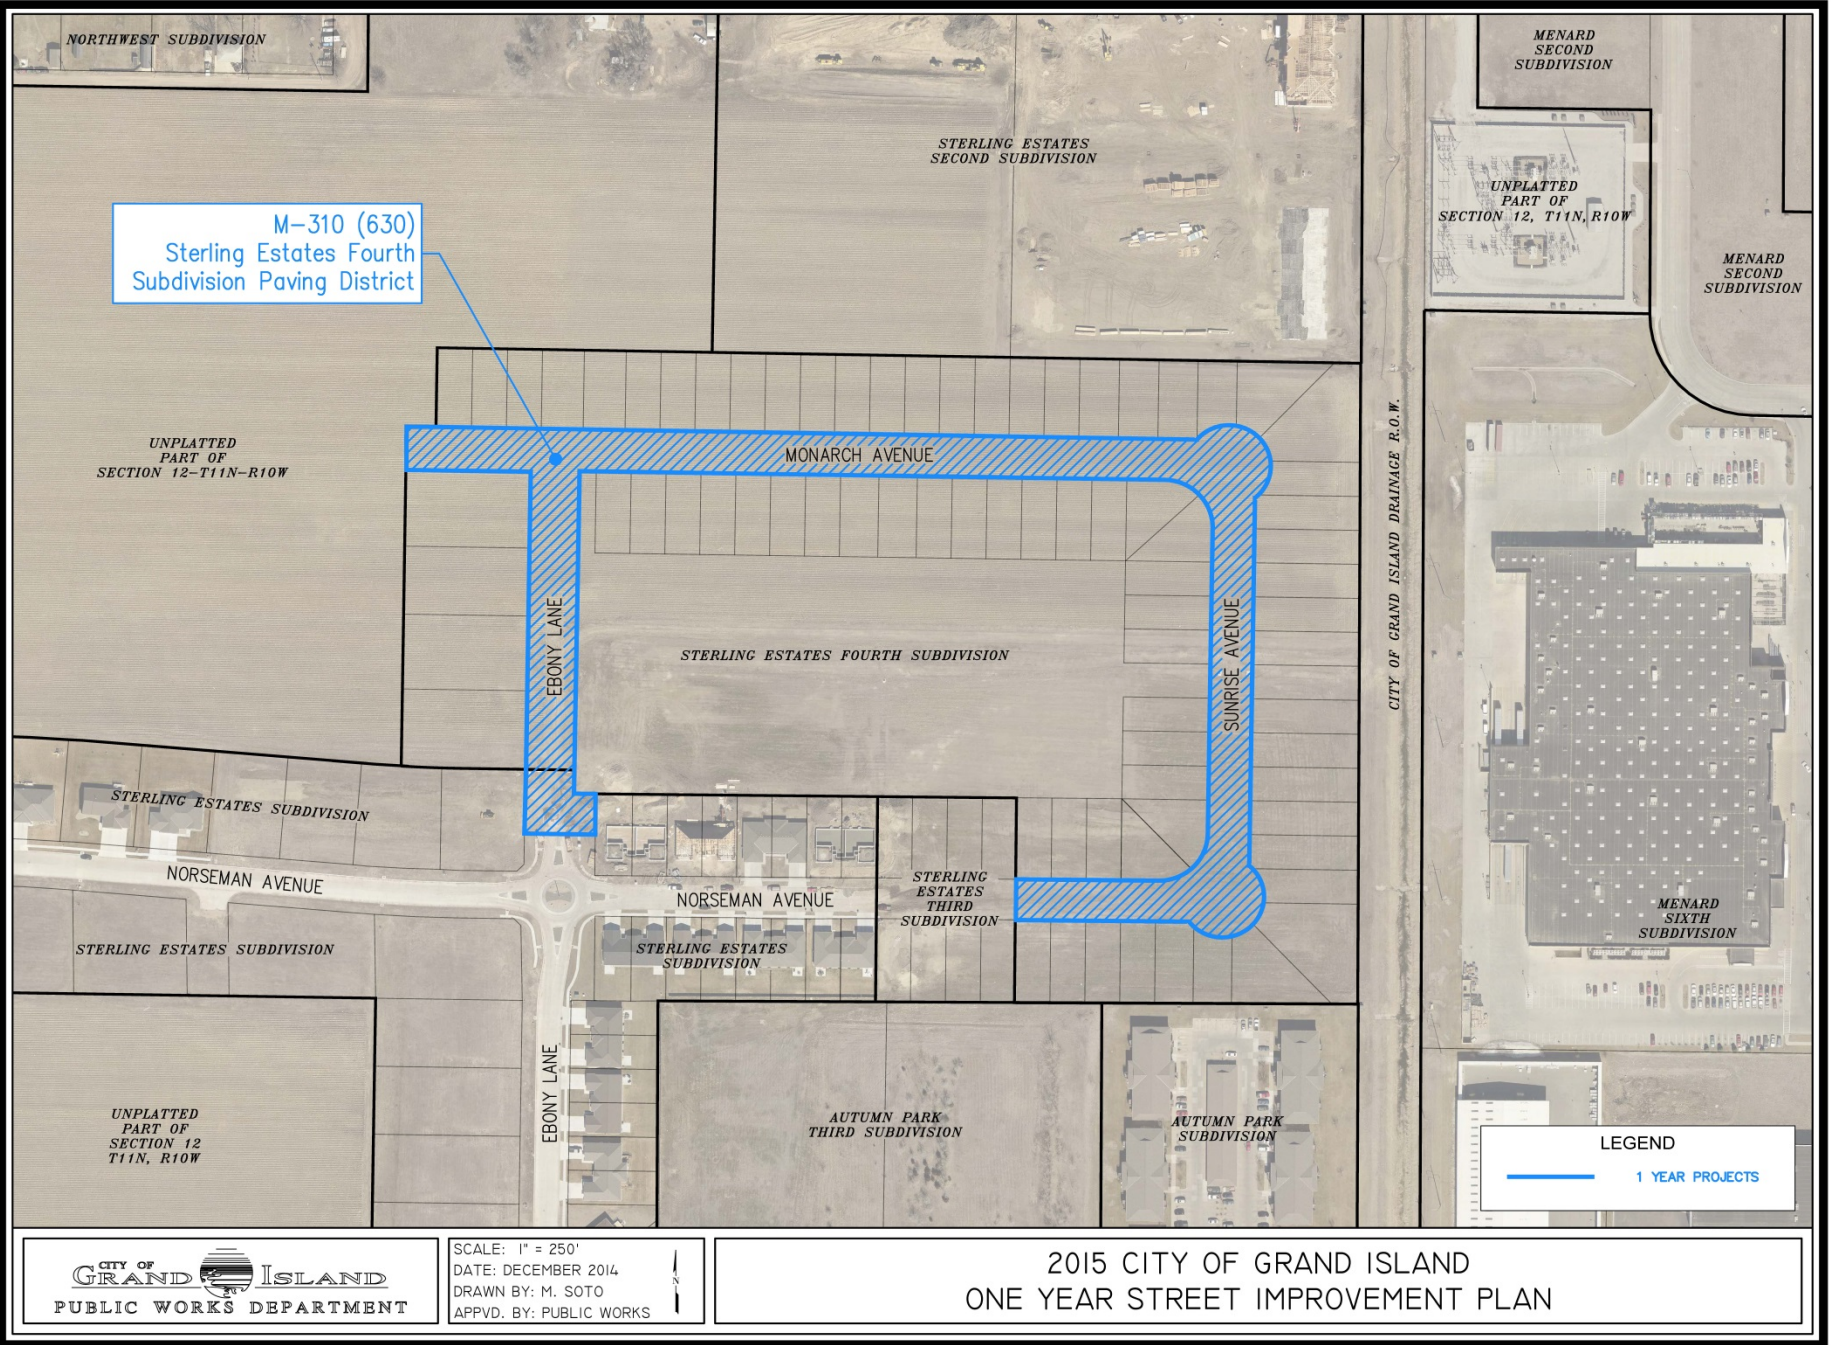 NORTHWEST SUBDIVISION
MENARD
SECOND
SUBDIVISION
STERLING ESTATES
SECOND SUBDIVISION
UNPLATTED
PART OF
SECTION 12, T11N, R10W
M-310 (630)
Sterling Estates Fourth
Subdivision Paving District
MENARD
SECOND
SUBDIVISION
UNPLATTED
PART OF
SECTION 12-T11N-R10W
MONARCH AVENUE
CITY OF GRAND ISLAND DRAINAGE R.O.W.
EBONY LANE
STERLING ESTATES FOURTH SUBDIVISION
SUNRISE AVENUE
STERLING ESTATES SUBDIVISION
NORSEMAN AVENUE
NORSEMAN AVENUE
STERLING
ESTATES
THIRD
SUBDIVISION
MENARD
SIXTH
SUBDIVISION
STERLING ESTATES SUBDIVISION
STERLING ESTATES
SUBDIVISION
EBONY LANE
UNPLATTED
PART OF
SECTION 12
T11N, R10W
AUTUMN PARK
THIRD SUBDIVISION
AUTUMN PARK
SUBDIVISION
LEGEND
1 YEAR PROJECTS
CITY OF
GRAND ISLAND
PUBLIC WORKS DEPARTMENT
SCALE: 1" = 250'
DATE: DECEMBER 2014
DRAWN BY: M. SOTO
APPVD. BY: PUBLIC WORKS
N
2015 CITY OF GRAND ISLAND
ONE YEAR STREET IMPROVEMENT PLAN